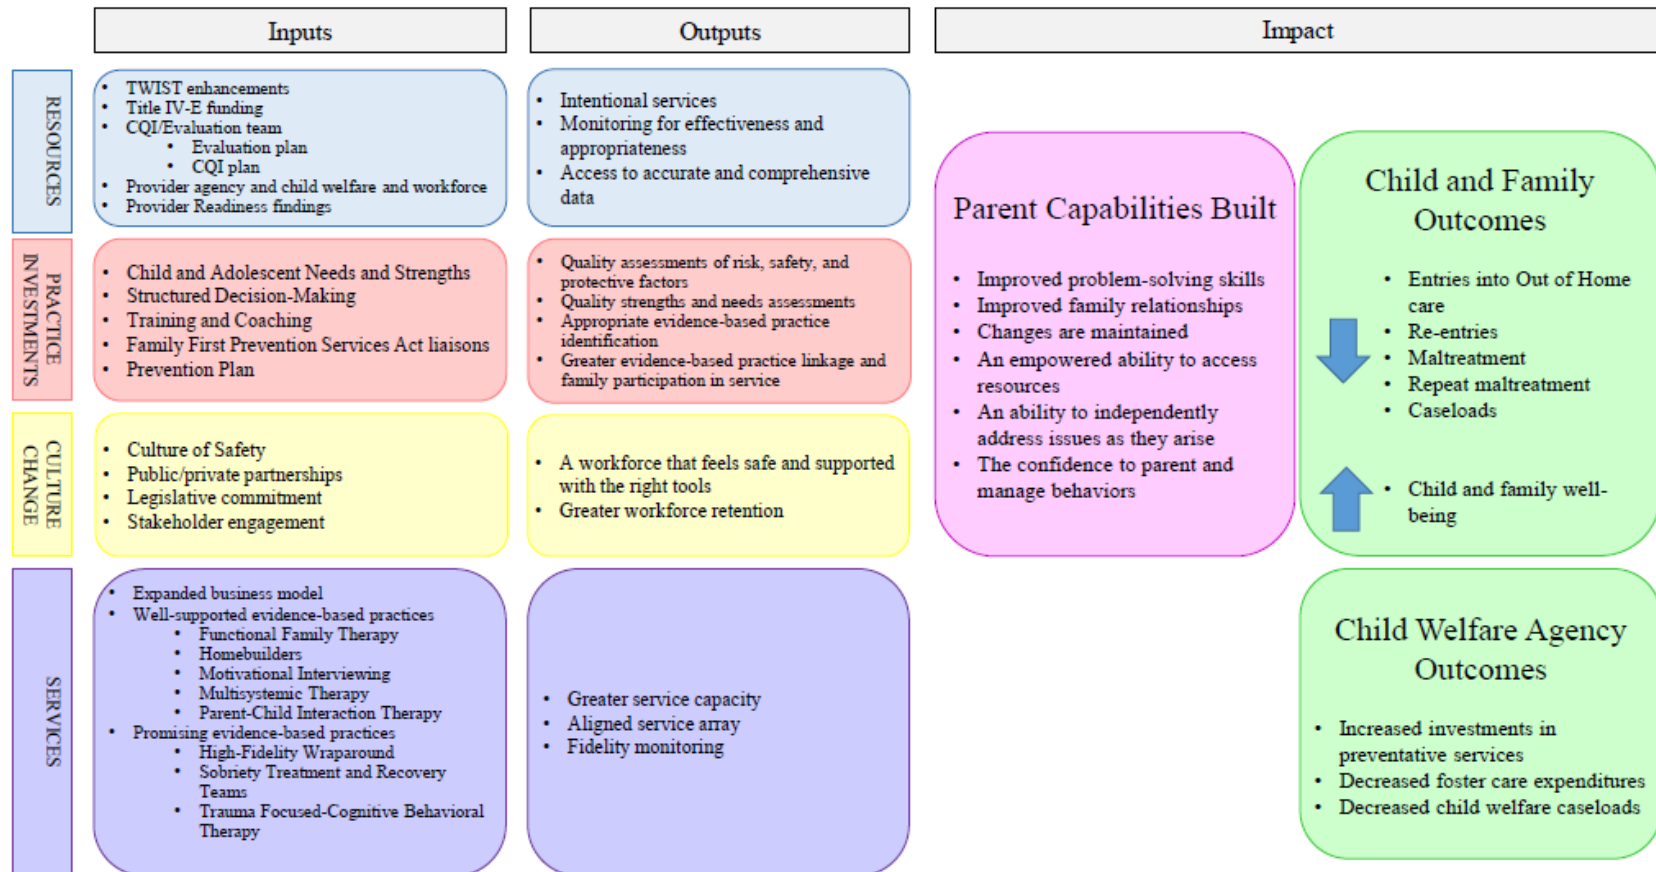 Inputs
Outputs
Impact
RESOURCES
• TWIST enhancements
• Title IV-E funding
• CQI/Evaluation team
• Evaluation plan
• CQI plan
• Provider agency and child welfare and workforce
• Provider Readiness findings
• Intentional services
• Monitoring for effectiveness and
appropriateness
• Access to accurate and comprehensive
data
PRACTICE
INVESTMENTS
• Child and Adolescent Needs and Strengths
• Structured Decision-Making
• Training and Coaching
• Family First Prevention Services Act liaisons
• Prevention Plan
• Quality assessments of risk, safety, and
protective factors
• Quality strengths and needs assessments
• Appropriate evidence-based practice
identification
• Greater evidence-based practice linkage and
family participation in service
CULTURE
CHANGE
• Culture of Safety
• Public/private partnerships
• Legislative commitment
• Stakeholder engagement
• A workforce that feels safe and supported
with the right tools
• Greater workforce retention
SERVICES
• Expanded business model
• Well-supported evidence-based practices
• Functional Family Therapy
• Homebuilders
• Motivational Interviewing
• Multisystemic Therapy
• Parent-Child Interaction Therapy
• Promising evidence-based practices
• High-Fidelity Wraparound
• Sobriety Treatment and Recovery
Teams
• Trauma Focused-Cognitive Behavioral
Therapy
• Greater service capacity
• Aligned service array
• Fidelity monitoring
Parent Capabilities Built
• Improved problem-solving skills
• Improved family relationships
• Changes are maintained
• An empowered ability to access
resources
• An ability to independently
address issues as they arise
• The confidence to parent and
manage behaviors
Child and Family
Outcomes
• Entries into Out of Home
care
• Re-entries
• Maltreatment
• Repeat maltreatment
• Caseloads
• Child and family well-
being
Child Welfare Agency
Outcomes
• Increased investments in
preventative services
• Decreased foster care expenditures
• Decreased child welfare caseloads